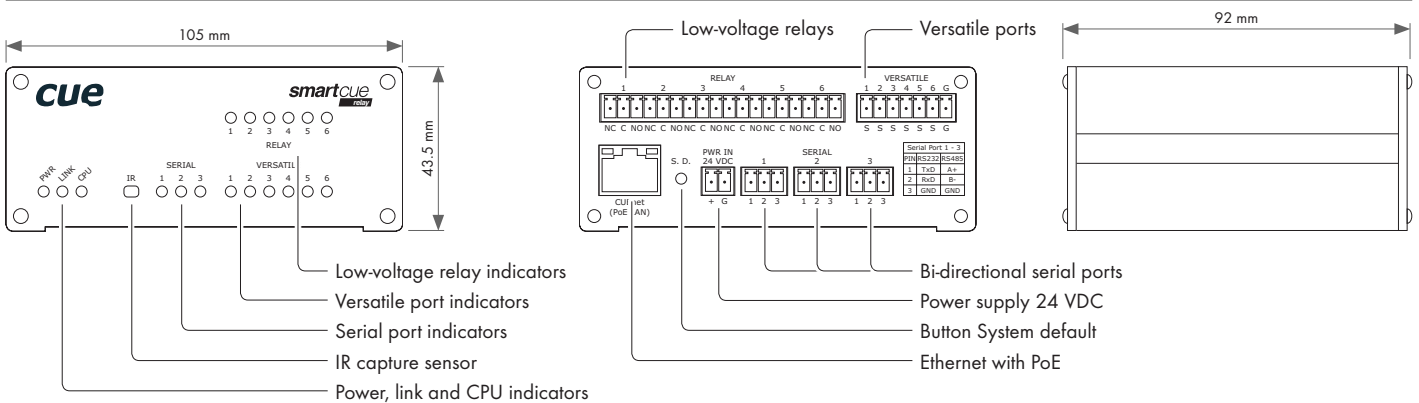 105 mm
cue
smartcue
relay
1 2 3 4 5 6
RELAY
SERIAL
PWR LINK CPU
IR
1 2 3
1 2 3 4 5 6
43.5 mm
Low-voltage relay indicators
Versatile port indicators
Serial port indicators
IR capture sensor
Power, link and CPU indicators
Low-voltage relays
Versatile ports
RELAY
1 2 3 4 5 6
NC C NO NC C NO NC C NO NC C NO NC C NO NC C NO
VERSATILE
1 2 3 4 5 6 G
S S S S S S G
S. D.
PWR IN
24 VDC
+ G
SERIAL
1 2 3
1 2 3 1 2 3 1 2 3
Serial Port 1 - 3
PIN RS232 RS485
1 TxD A+
2 RxD B-
3 GND GND
Bi-directional serial ports
Power supply 24 VDC
Button System default
Ethernet with PoE
92 mm